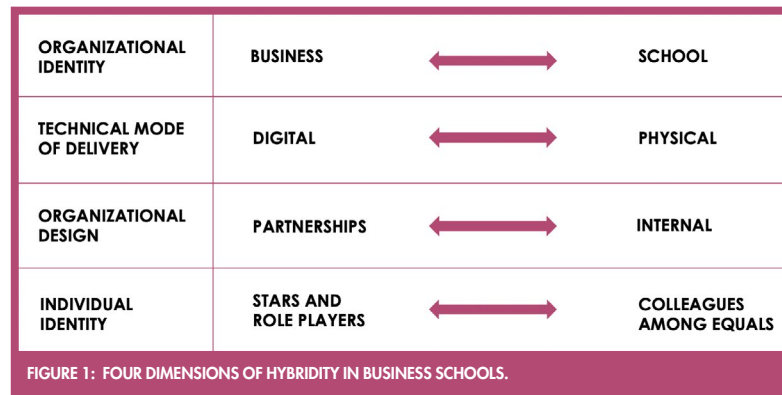 ORGANIZATIONAL
IDENTITY
BUSINESS
SCHOOL
TECHNICAL MODE
OF DELIVERY
DIGITAL
PHYSICAL
ORGANIZATIONAL
DESIGN
PARTNERSHIPS
INTERNAL
INDIVIDUAL
IDENTITY
STARS AND
ROLE PLAYERS
COLLEAGUES
AMONG EQUALS
FIGURE 1: FOUR DIMENSIONS OF HYBRIDITY IN BUSINESS SCHOOLS.